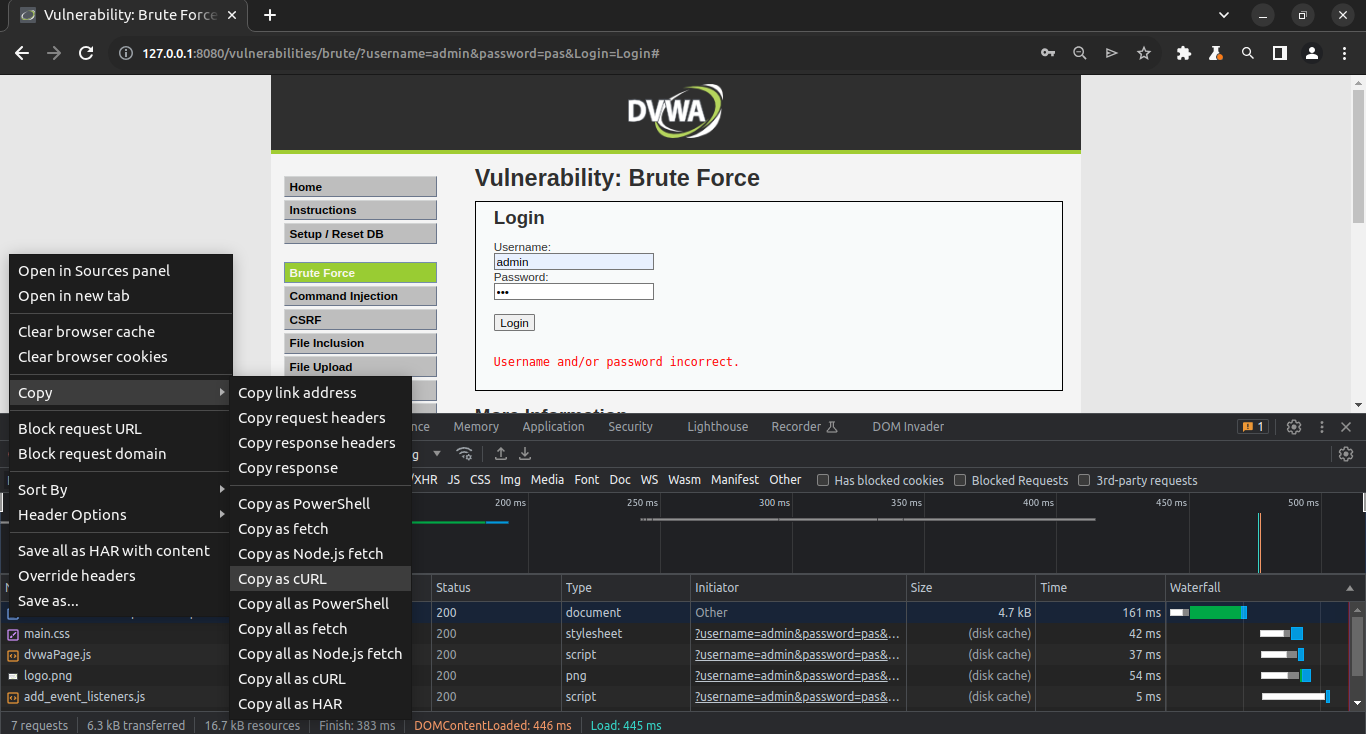 Vulnerability: Brute Force
127.0.0.1:8080/vulnerabilities/brute/?username=admin&password=pas&Login=Login#
DVWA
Home
Instructions
Setup / Reset DB
Brute Force
Command Injection
CSRF
File Inclusion
File Upload
Vulnerability: Brute Force
Login
Username:
admin
Password:
•••
Login
Username and/or password incorrect.
More Information
Open in Sources panel
Open in new tab
Clear browser cache
Clear browser cookies
Copy
Block request URL
Block request domain
Sort By
Header Options
Save all as HAR with content
Override headers
Save as...
Copy link address
Copy request headers
Copy response headers
Copy response
Copy as PowerShell
Copy as fetch
Copy as Node.js fetch
Copy as cURL
Copy all as PowerShell
Copy all as fetch
Copy all as Node.js fetch
Copy all as cURL
Copy all as HAR
nce Memory Application Security Lighthouse Recorder DOM Invader 1
g
/XHR JS CSS Img Media Font Doc WS Wasm Manifest Other Has blocked cookies Blocked Requests 3rd-party requests
200 ms 250 ms 300 ms 350 ms 400 ms 450 ms 500 ms
Status Type Initiator Size Time Waterfall
200 document Other 4.7 kB 161 ms
main.css 200 stylesheet ?username=admin&password=pas&... (disk cache) 42 ms
dvwaPage.js 200 script ?username=admin&password=pas&... (disk cache) 37 ms
logo.png 200 png ?username=admin&password=pas&... (disk cache) 54 ms
add_event_listeners.js 200 script ?username=admin&password=pas&... (disk cache) 5 ms
7 requests 6.3 kB transferred 16.7 kB resources Finish: 383 ms DOMContentLoaded: 446 ms Load: 445 ms